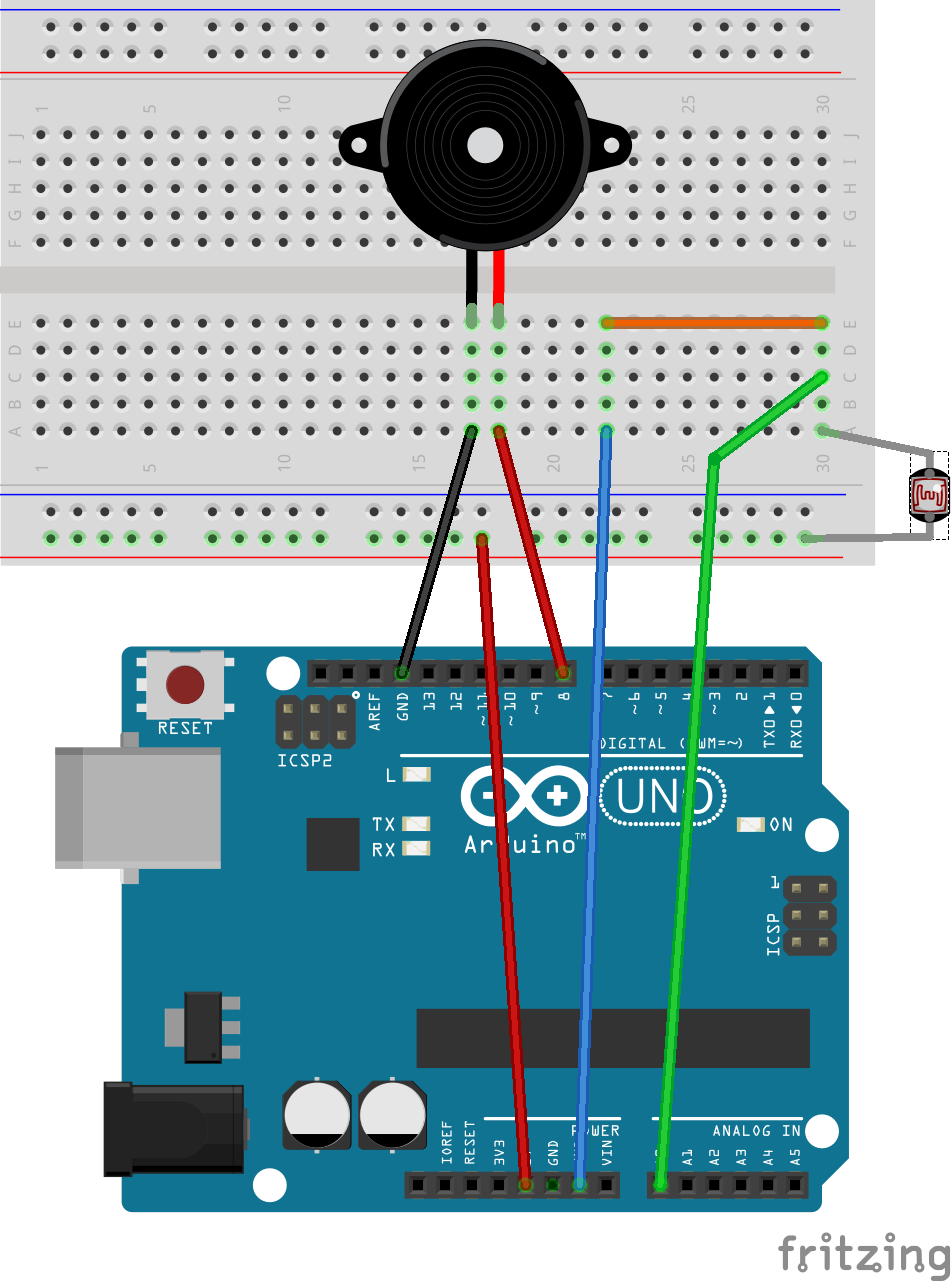 1 5 10 25 30
J J
I I
H H
G G
F F
E E
D D
C C
B B
A A
1 5 10 15 20 25 30
RESET
AREF
GND
13
12
~11
~10
~9
8
7
~6
~5
4
~3
2
TX0▶1
RX0◀0
ICSP2
DIGITAL (PWM=~)
L
TX
RX
UNO
Arduino™
ON
1
ICSP
POWER
ANALOG IN
IOREF
RESET
3V3
GND
VIN
A1
A2
A3
A4
A5
fritzing